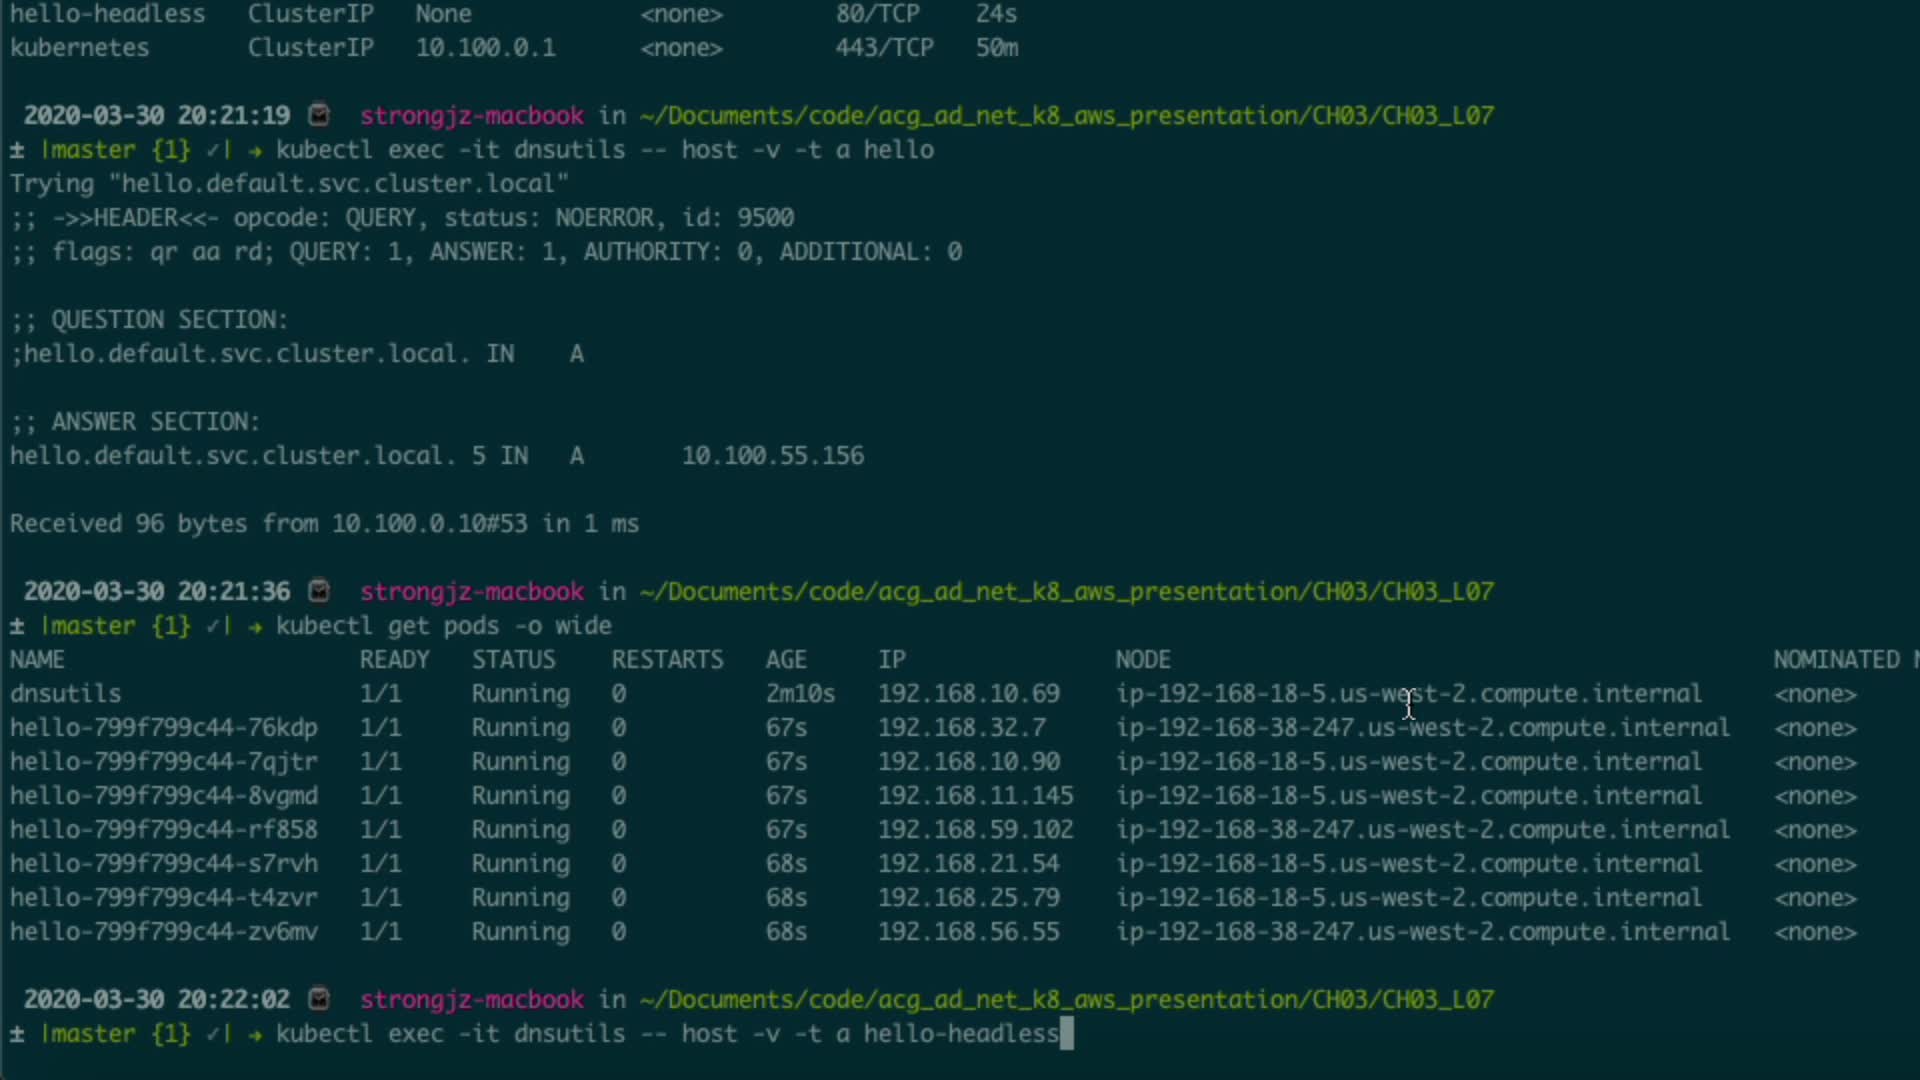 hello-headless ClusterIP None <none> 80/TCP 24s
kubernetes ClusterIP 10.100.0.1 <none> 443/TCP 50m
2020-03-30 20:21:19 strongjz-macbook in ~/Documents/code/acg_ad_net_k8_aws_presentation/CH03/CH03_L07
± |master {1} ✓| → kubectl exec -it dnsutils -- host -v -t a hello
Trying "hello.default.svc.cluster.local"
;; ->>HEADER<<- opcode: QUERY, status: NOERROR, id: 9500
;; flags: qr aa rd; QUERY: 1, ANSWER: 1, AUTHORITY: 0, ADDITIONAL: 0
;; QUESTION SECTION:
;hello.default.svc.cluster.local. IN A
;; ANSWER SECTION:
hello.default.svc.cluster.local. 5 IN A 10.100.55.156
Received 96 bytes from 10.100.0.10#53 in 1 ms
2020-03-30 20:21:36 strongjz-macbook in ~/Documents/code/acg_ad_net_k8_aws_presentation/CH03/CH03_L07
± |master {1} ✓| → kubectl get pods -o wide
NAME READY STATUS RESTARTS AGE IP NODE NOMINATED N
dnsutils 1/1 Running 0 2m10s 192.168.10.69 ip-192-168-18-5.us-west-2.compute.internal <none>
hello-799f799c44-76kdp 1/1 Running 0 67s 192.168.32.7 ip-192-168-38-247.us-west-2.compute.internal <none>
hello-799f799c44-7qjtr 1/1 Running 0 67s 192.168.10.90 ip-192-168-18-5.us-west-2.compute.internal <none>
hello-799f799c44-8vgmd 1/1 Running 0 67s 192.168.11.145 ip-192-168-18-5.us-west-2.compute.internal <none>
hello-799f799c44-rf858 1/1 Running 0 67s 192.168.59.102 ip-192-168-38-247.us-west-2.compute.internal <none>
hello-799f799c44-s7rvh 1/1 Running 0 68s 192.168.21.54 ip-192-168-18-5.us-west-2.compute.internal <none>
hello-799f799c44-t4zvr 1/1 Running 0 68s 192.168.25.79 ip-192-168-18-5.us-west-2.compute.internal <none>
hello-799f799c44-zv6mv 1/1 Running 0 68s 192.168.56.55 ip-192-168-38-247.us-west-2.compute.internal <none>
2020-03-30 20:22:02 strongjz-macbook in ~/Documents/code/acg_ad_net_k8_aws_presentation/CH03/CH03_L07
± |master {1} ✓| → kubectl exec -it dnsutils -- host -v -t a hello-headless